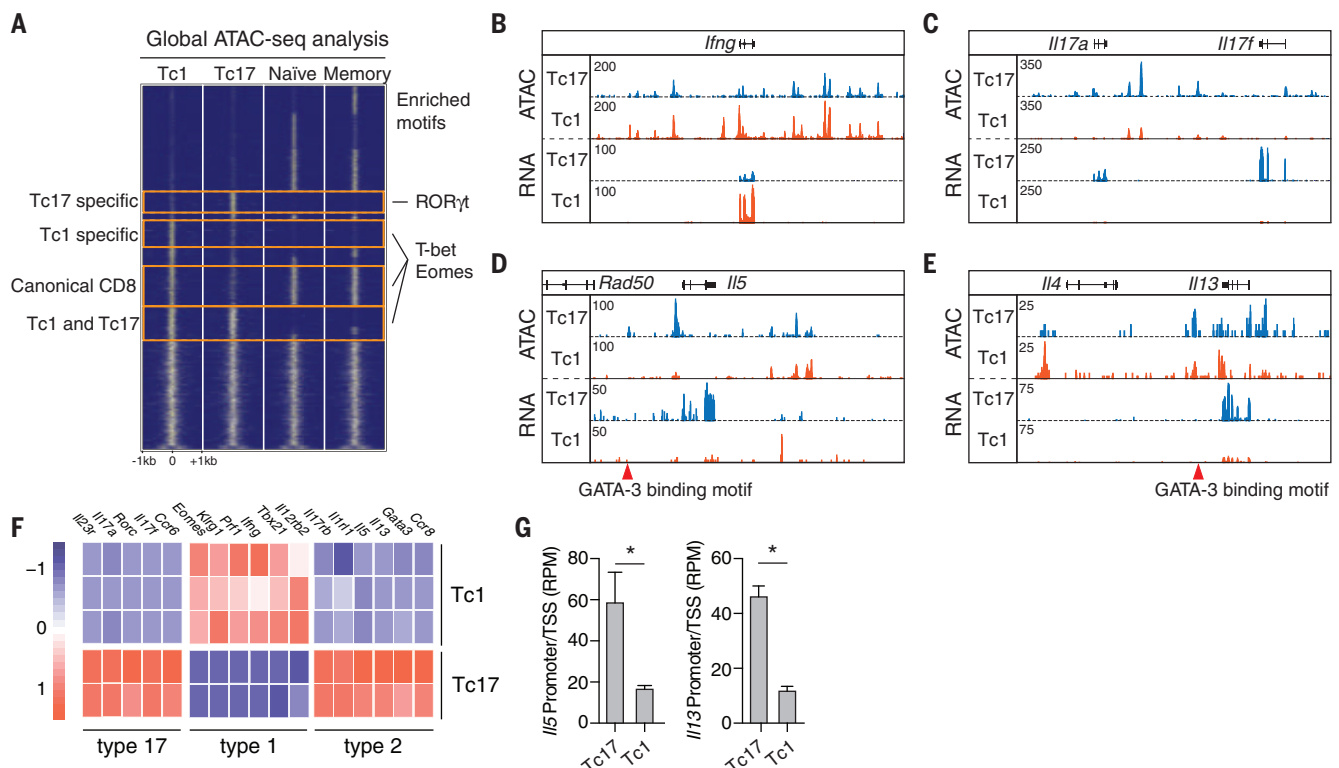 A
Global ATAC-seq analysis
Tc1 Tc17 Naïve Memory
Enriched
motifs
Tc17 specific
RORγt
Tc1 specific
T-bet
Eomes
Canonical CD8
Tc1 and Tc17
-1kb 0 +1kb
B
Ifng
ATAC
Tc17
200
Tc1
200
RNA
Tc17
100
Tc1
100
C
Il17a Il17f
ATAC
Tc17
350
Tc1
350
RNA
Tc17
250
Tc1
250
D
Rad50 Il5
ATAC
Tc17
100
Tc1
100
RNA
Tc17
50
Tc1
50
GATA-3 binding motif
E
Il4 Il13
ATAC
Tc17
25
Tc1
25
RNA
Tc17
75
Tc1
75
GATA-3 binding motif
F
Il23r Il17a Rorc Il17f Ccr6 Eomes Klrg1 Prf1 Ifng Tbx21 Il12rb2 Il17rb Il1rl1 Il5 Il13 Gata3 Ccr8
−1
0
1
Tc1
Tc17
type 17 type 1 type 2
G
Il5 Promoter/TSS (RPM)
80
60
40
20
0
*
Tc17 Tc1
Il13 Promoter/TSS (RPM)
60
40
20
0
*
Tc17 Tc1